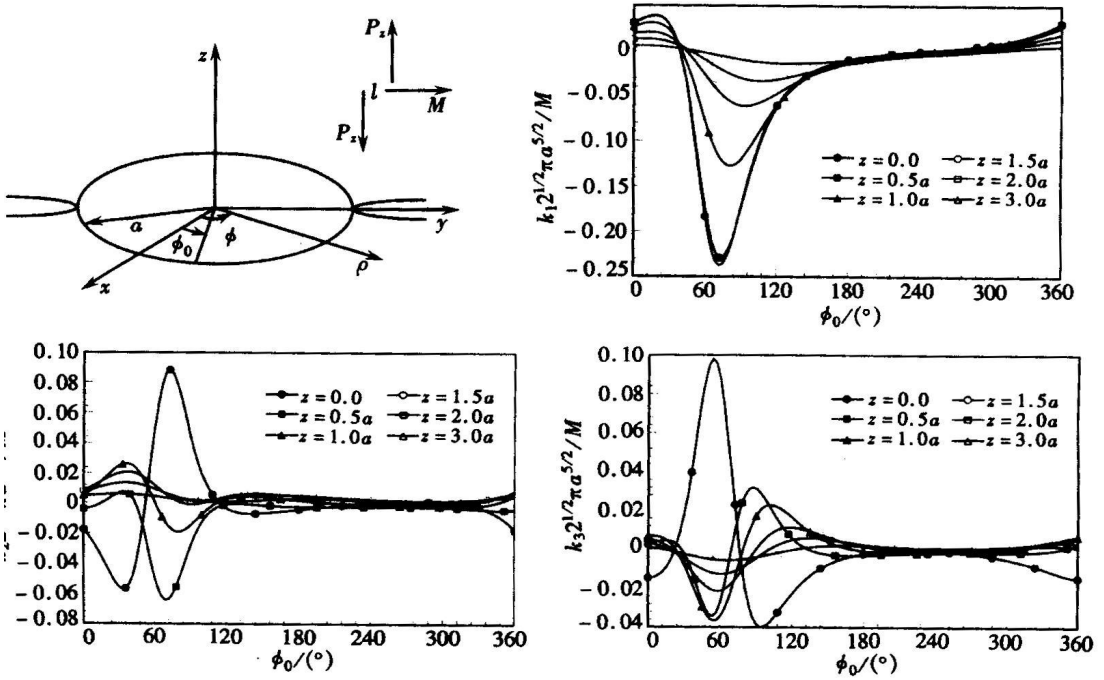 z
P_z
l
M
P_z
a
ϕ_0
ϕ
y
x
ρ
k_1 2^{1/2}πa^{5/2}/M
0
−0.05
−0.10
−0.15
−0.20
−0.25
z=0.0
z=1.5a
z=0.5a
z=2.0a
z=1.0a
z=3.0a
0
60
120
180
240
300
360
ϕ_0/(°)
0.10
0.08
0.06
0.04
0.02
0
−0.02
−0.04
−0.06
−0.08
z=0.0
z=1.5a
z=0.5a
z=2.0a
z=1.0a
z=3.0a
0
60
120
180
240
300
360
ϕ_0/(°)
k_3 2^{1/2}πa^{5/2}/M
0.10
0.08
0.06
0.04
0.02
0
−0.02
−0.04
z=0.0
z=1.5a
z=0.5a
z=2.0a
z=1.0a
z=3.0a
0
60
120
180
240
300
360
ϕ_0/(°)